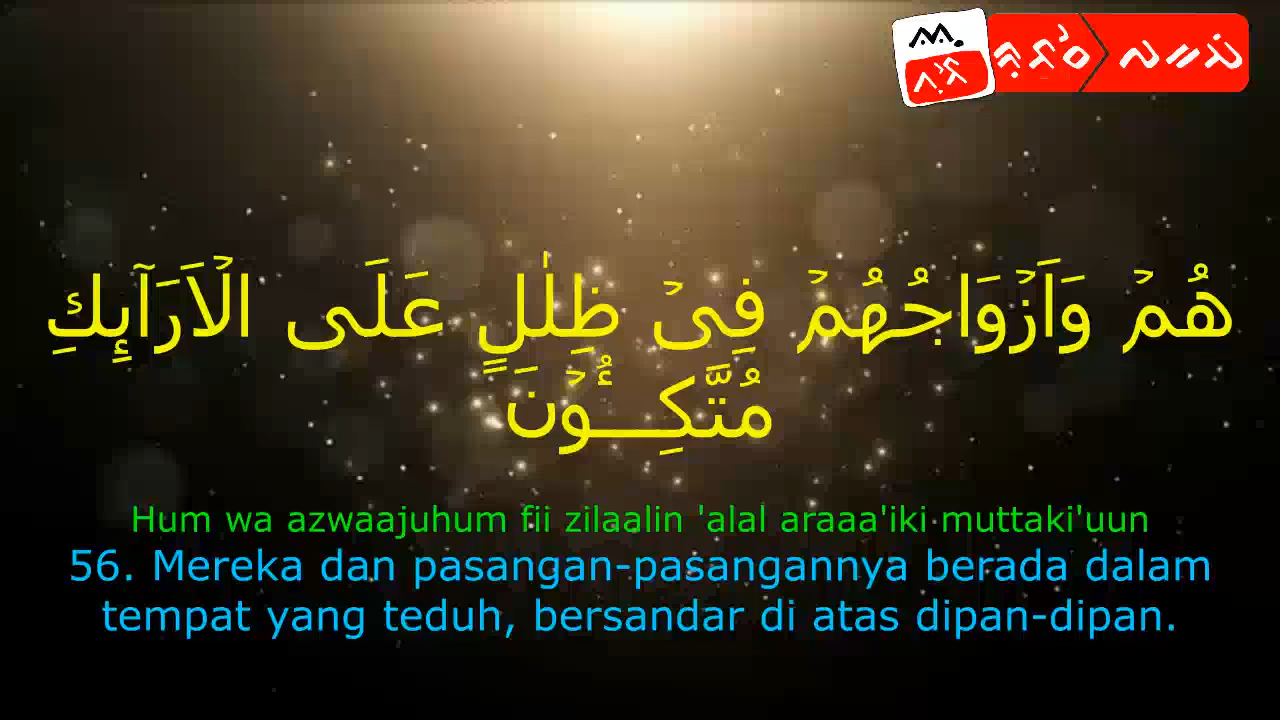 هُمۡ وَاَزۡوَاجُهُمۡ فِىۡ ظِلٰلٍ عَلَى الۡاَرَآٮِٕكِ
مُتَّكِــُٔوۡنَ
Hum wa azwaajuhum fii zilaalin 'alal araaa'iki muttaki'uun
56. Mereka dan pasangan-pasangannya berada dalam
tempat yang teduh, bersandar di atas dipan-dipan.